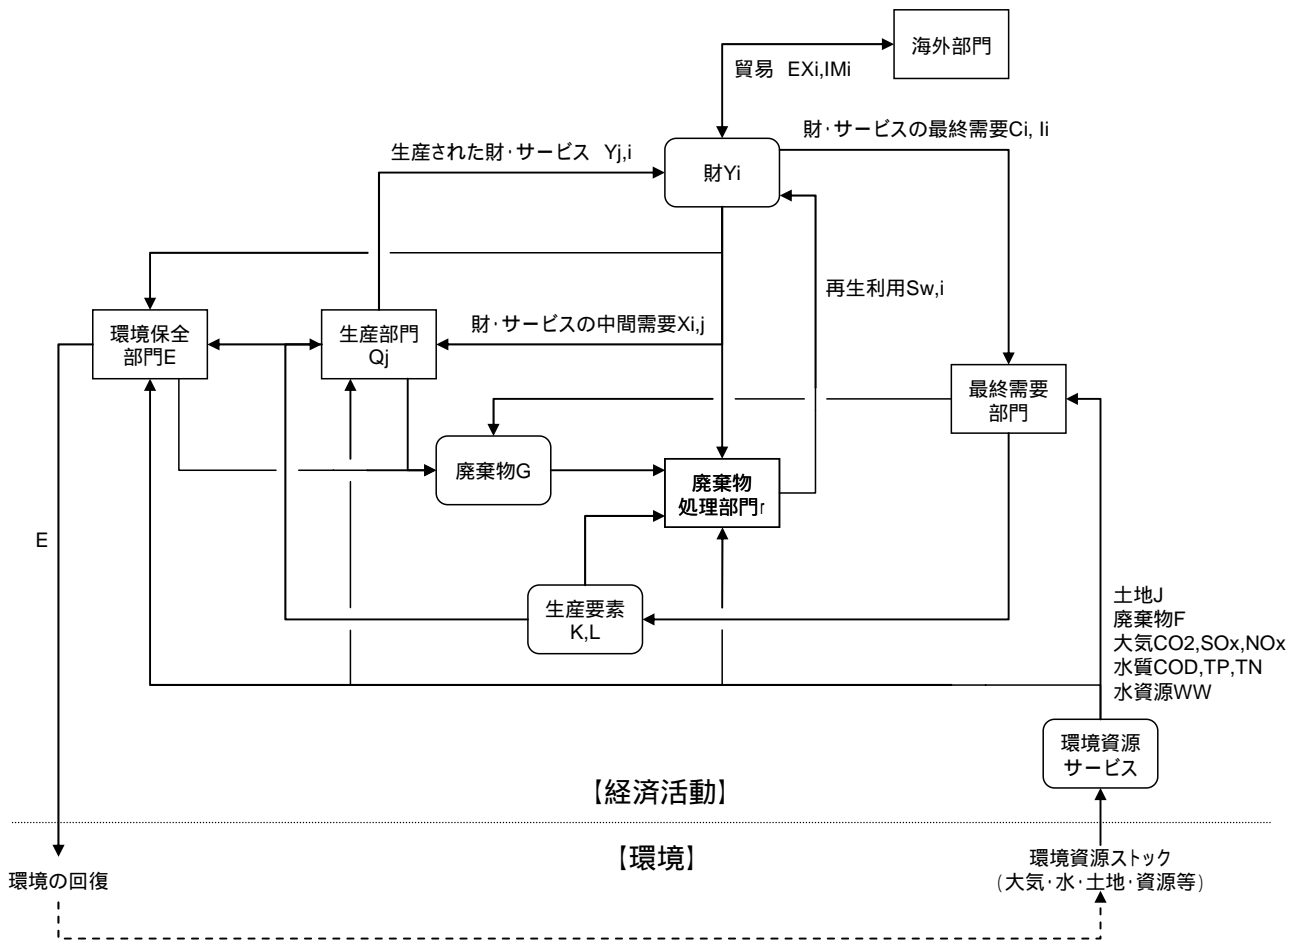 海外部門
貿易 EXi,IMi
財・サービスの最終需要Ci, Ii
生産された財・サービス Yj,i
財Yi
再生利用Sw,i
環境保全
部門E
生産部門
Qj
財・サービスの中間需要Xi,j
最終需要
部門
廃棄物G
廃棄物
処理部門r
E
生産要素
K,L
土地J
廃棄物F
大気CO2,SOx,NOx
水質COD,TP,TN
水資源WW
環境資源
サービス
【経済活動】
【環境】
環境の回復
環境資源ストック
(大気・水・土地・資源等)